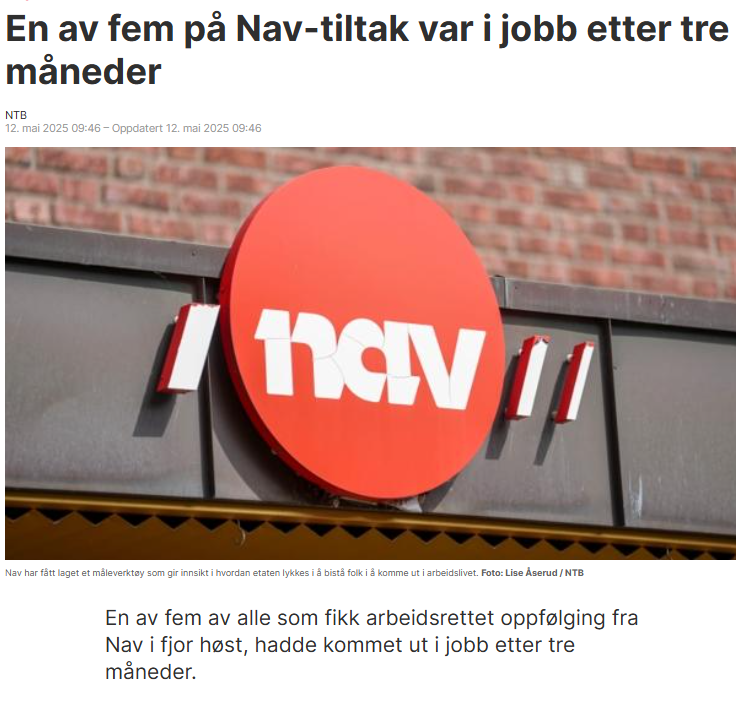 En av fem på Nav-tiltak var i jobb etter tre
måneder
NTB
12. mai 2025 09:46 – Oppdatert 12. mai 2025 09:46
nav
Nav har fått laget et måleverktøy som gir innsikt i hvordan etaten lykkes i å bistå folk i å komme ut i arbeidslivet. Foto: Lise Åserud / NTB
En av fem av alle som fikk arbeidsrettet oppfølging fra
Nav i fjor høst, hadde kommet ut i jobb etter tre
måneder.